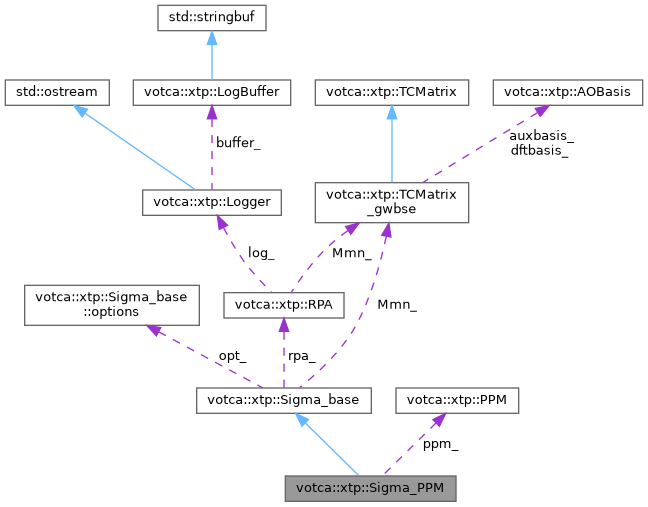 std::stringbuf
std::ostream
votca::xtp::LogBuffer
votca::xtp::TCMatrix
votca::xtp::AOBasis
buffer_
auxbasis_
dftbasis_
votca::xtp::Logger
votca::xtp::TCMatrix
_gwbse
log_
Mmn_
votca::xtp::Sigma_base
::options
votca::xtp::RPA
Mmn_
opt_
rpa_
votca::xtp::Sigma_base
votca::xtp::PPM
ppm_
votca::xtp::Sigma_PPM